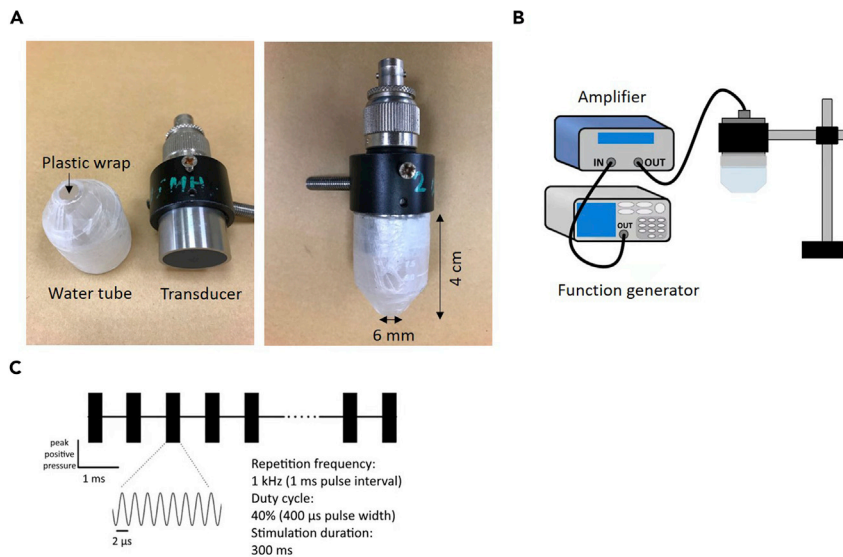 A
Plastic wrap
Water tube
Transducer
4 cm
6 mm
B
Amplifier
IN
OUT
OUT
Function generator
C
peak
positive
pressure
1 ms
2 µs
Repetition frequency:
1 kHz (1 ms pulse interval)
Duty cycle:
40% (400 µs pulse width)
Stimulation duration:
300 ms